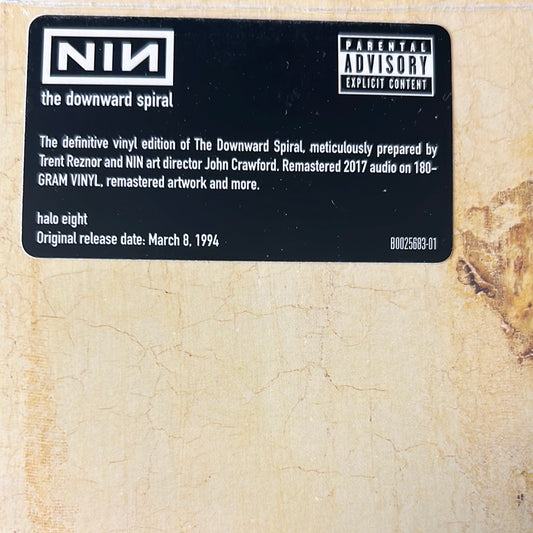 NIN
PARENTAL
ADVISORY
EXPLICIT CONTENT
the downward spiral
The definitive vinyl edition of The Downward Spiral, meticulously prepared by
Trent Reznor and NIN art director John Crawford. Remastered 2017 audio on 180-
GRAM VINYL, remastered artwork and more.
halo eight
Original release date: March 8, 1994
B0025683-01